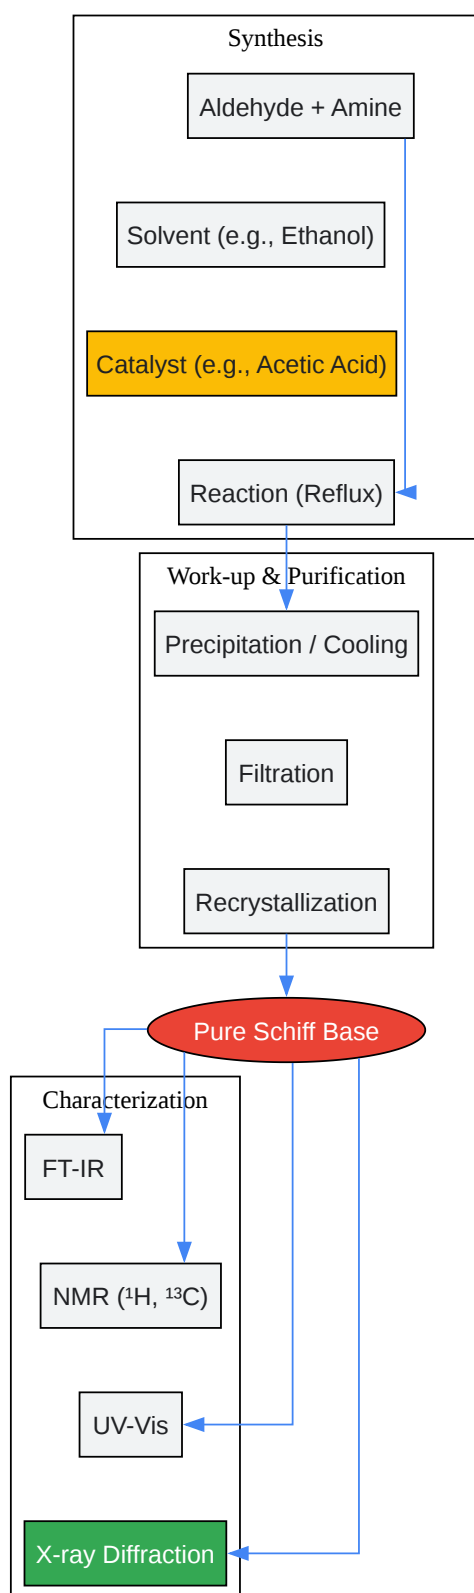 Synthesis
Aldehyde + Amine
Solvent (e.g., Ethanol)
Catalyst (e.g., Acetic Acid)
Reaction (Reflux)
Work-up & Purification
Precipitation / Cooling
Filtration
Recrystallization
Pure Schiff Base
Characterization
FT-IR
NMR (¹H, ¹³C)
UV-Vis
X-ray Diffraction